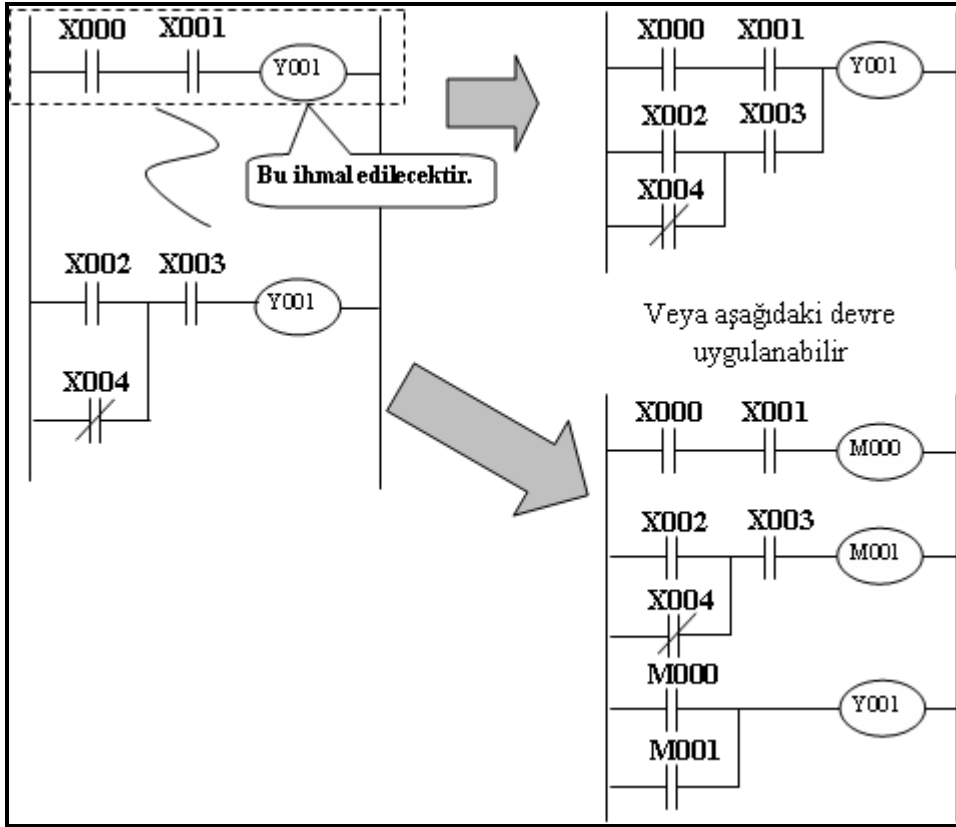 X000 X001
Y001
Bu ihmal edilecektir.
X002 X003
Y001
X004
X000 X001
Y001
X002 X003
X004
Veya aşağıdaki devre
uygulanabilir
X000 X001
M000
X002 X003
M001
X004
M000
Y001
M001